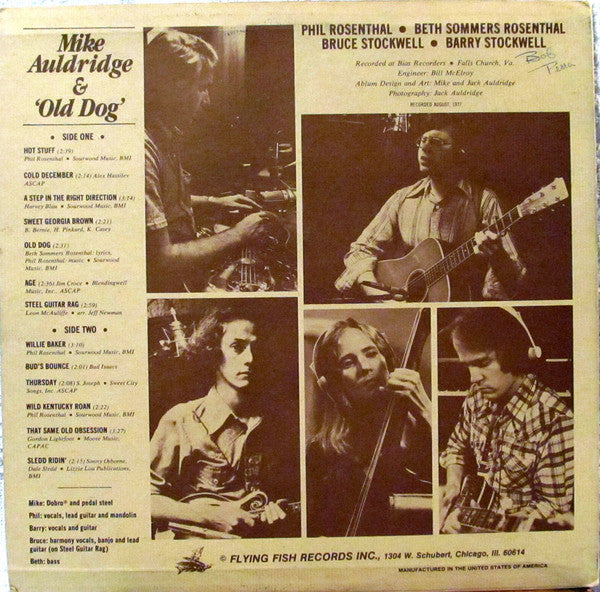 Mike
Auldridge
&
'Old Dog'
• SIDE ONE •
HOT STUFF (2:39)
Phil Rosenthal • Sourwood Music, BMI
COLD DECEMBER (2:14) Alex Hassilev
ASCAP
A STEP IN THE RIGHT DIRECTION (3:14)
Harvey Blau • Sourwood Music, BMI
SWEET GEORGIA BROWN (2:21)
B. Bernie, H. Pinkard, K. Casey
OLD DOG (2:31)
Beth Sommers Rosenthal: lyrics,
Phil Rosenthal: music • Sourwood
Music, BMI
AGE (2:36) Jim Croce • Blendingwell
Music, Inc., ASCAP
STEEL GUITAR RAG (2:59)
Leon McAuliffe • arr. Jeff Newman
• SIDE TWO •
WILLIE BAKER (3:10)
Phil Rosenthal • Sourwood Music, BMI
BUD'S BOUNCE (2:01) Bud Isaacs
THURSDAY (2:08) S. Joseph • Sweet City
Songs, Inc. ASCAP
WILD KENTUCKY ROAN (2:22)
Phil Rosenthal • Sourwood Music, BMI
THAT SAME OLD OBSESSION (3:27)
Gordon Lightfoot • Moose Music,
CAPAC
SLEDD RIDIN' (2:15) Sonny Osborne,
Dale Sledd • Lizzie Lou Publications,
BMI
Mike: Dobro® and pedal steel
Phil: vocals, lead guitar and mandolin
Barry: vocals and guitar
Bruce: harmony vocals, banjo and lead
guitar (on Steel Guitar Rag)
Beth: bass
PHIL ROSENTHAL • BETH SOMMERS ROSENTHAL
BRUCE STOCKWELL • BARRY STOCKWELL
Recorded at Bias Recorders • Falls Church, Va.
Engineer: Bill McElroy
Ablum Design and Art: Mike and Jack Auldridge
Photography: Jack Auldridge
RECORDED AUGUST, 1977
Bob
© FLYING FISH RECORDS INC., 1304 W. Schubert, Chicago, Ill. 60614
MANUFACTURED IN THE UNITED STATES OF AMERICA